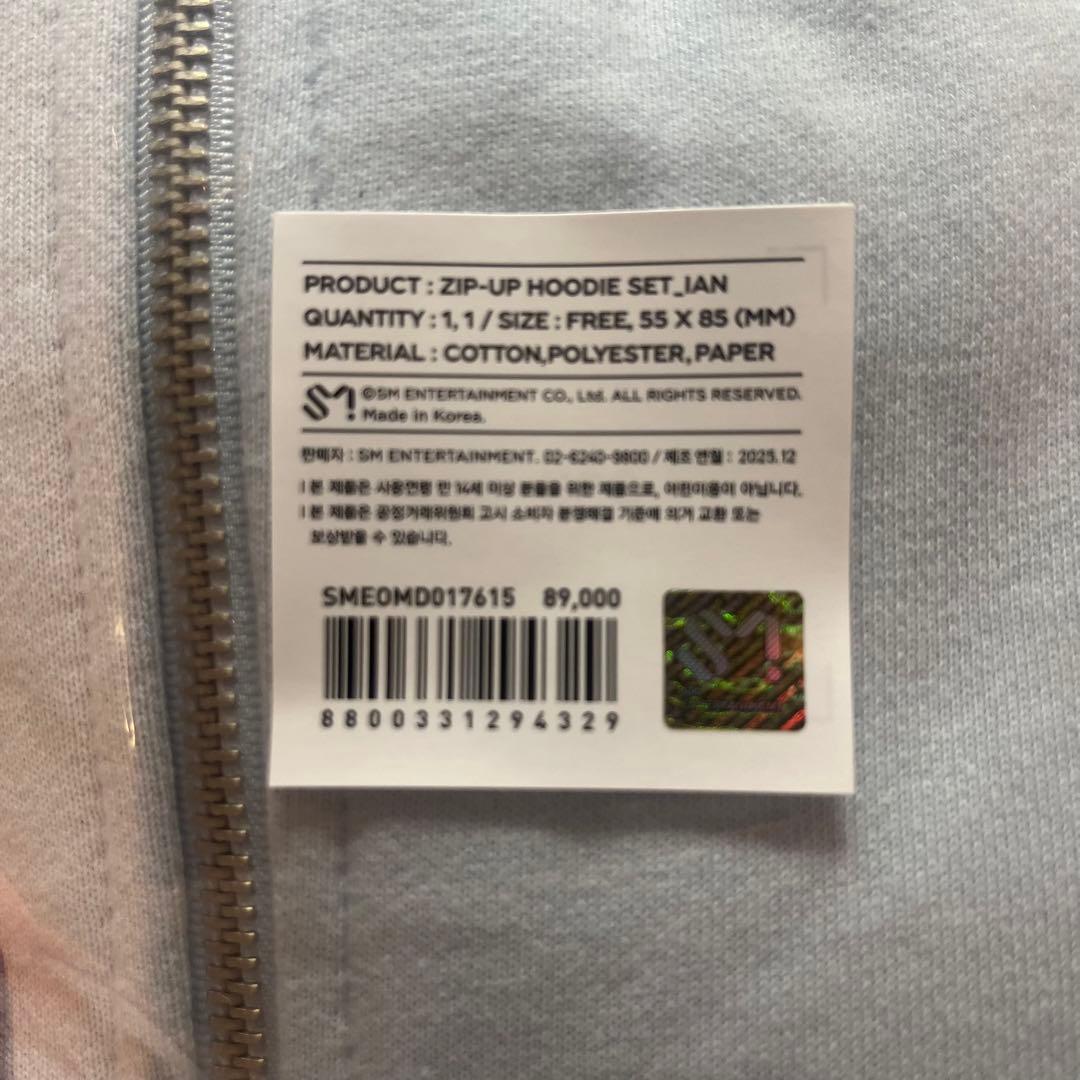 PRODUCT : ZIP-UP HOODIE SET_IAN
QUANTITY : 1, 1 / SIZE : FREE, 55 X 85 (MM)
MATERIAL : COTTON,POLYESTER, PAPER
SM ©SM ENTERTAINMENT CO., Ltd. ALL RIGHTS RESERVED.
Made in Korea.
판매자 : SM ENTERTAINMENT. 02-6240-9800 / 제조 연월 : 2025.12
I 본 제품은 사용연령 만 14세 이상 분들을 위한 제품으로, 어린이용이 아닙니다.
I 본 제품은 공정거래위원회 고시 소비자 분쟁해결 기준에 의거 교환 또는
보상받을 수 있습니다.
SMEOMD017615 89,000
8800331294329
SM